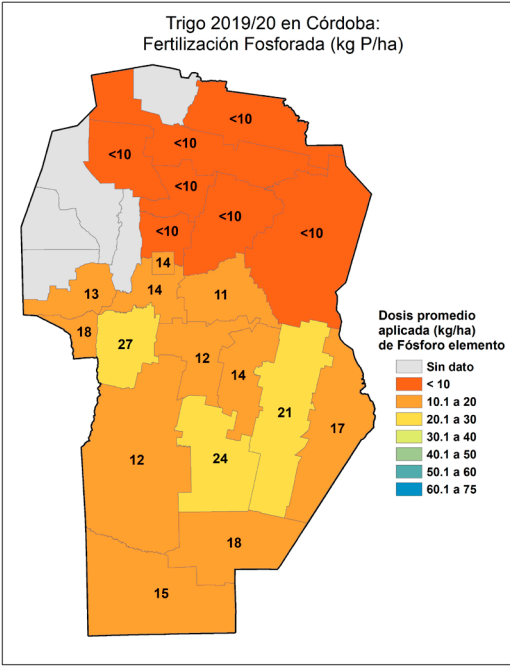 Trigo 2019/20 en Córdoba:
Fertilización Fosforada (kg P/ha)
<10
<10
<10
<10
<10
<10
<10
14
13
14
11
18
27
12
14
21
17
12
24
18
15
Dosis promedio
aplicada (kg/ha)
de Fósforo elemento
Sin dato
< 10
10.1 a 20
20.1 a 30
30.1 a 40
40.1 a 50
50.1 a 60
60.1 a 75